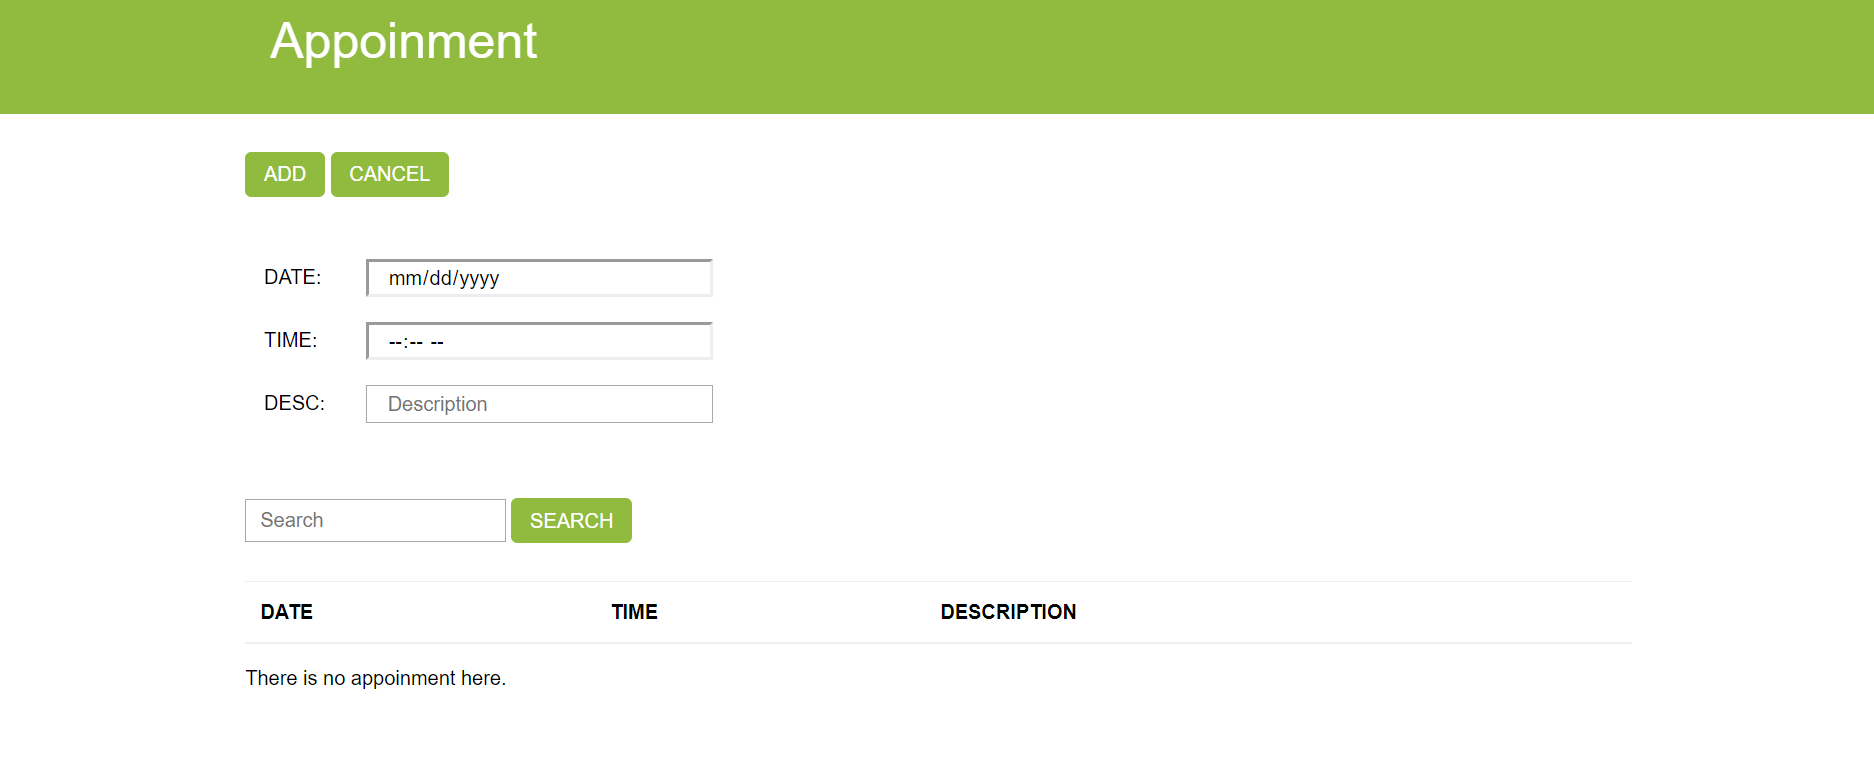 Appoinment
ADD CANCEL
DATE: mm/dd/yyyy
TIME: --:-- --
DESC: Description
Search SEARCH
DATE TIME DESCRIPTION
There is no appoinment here.